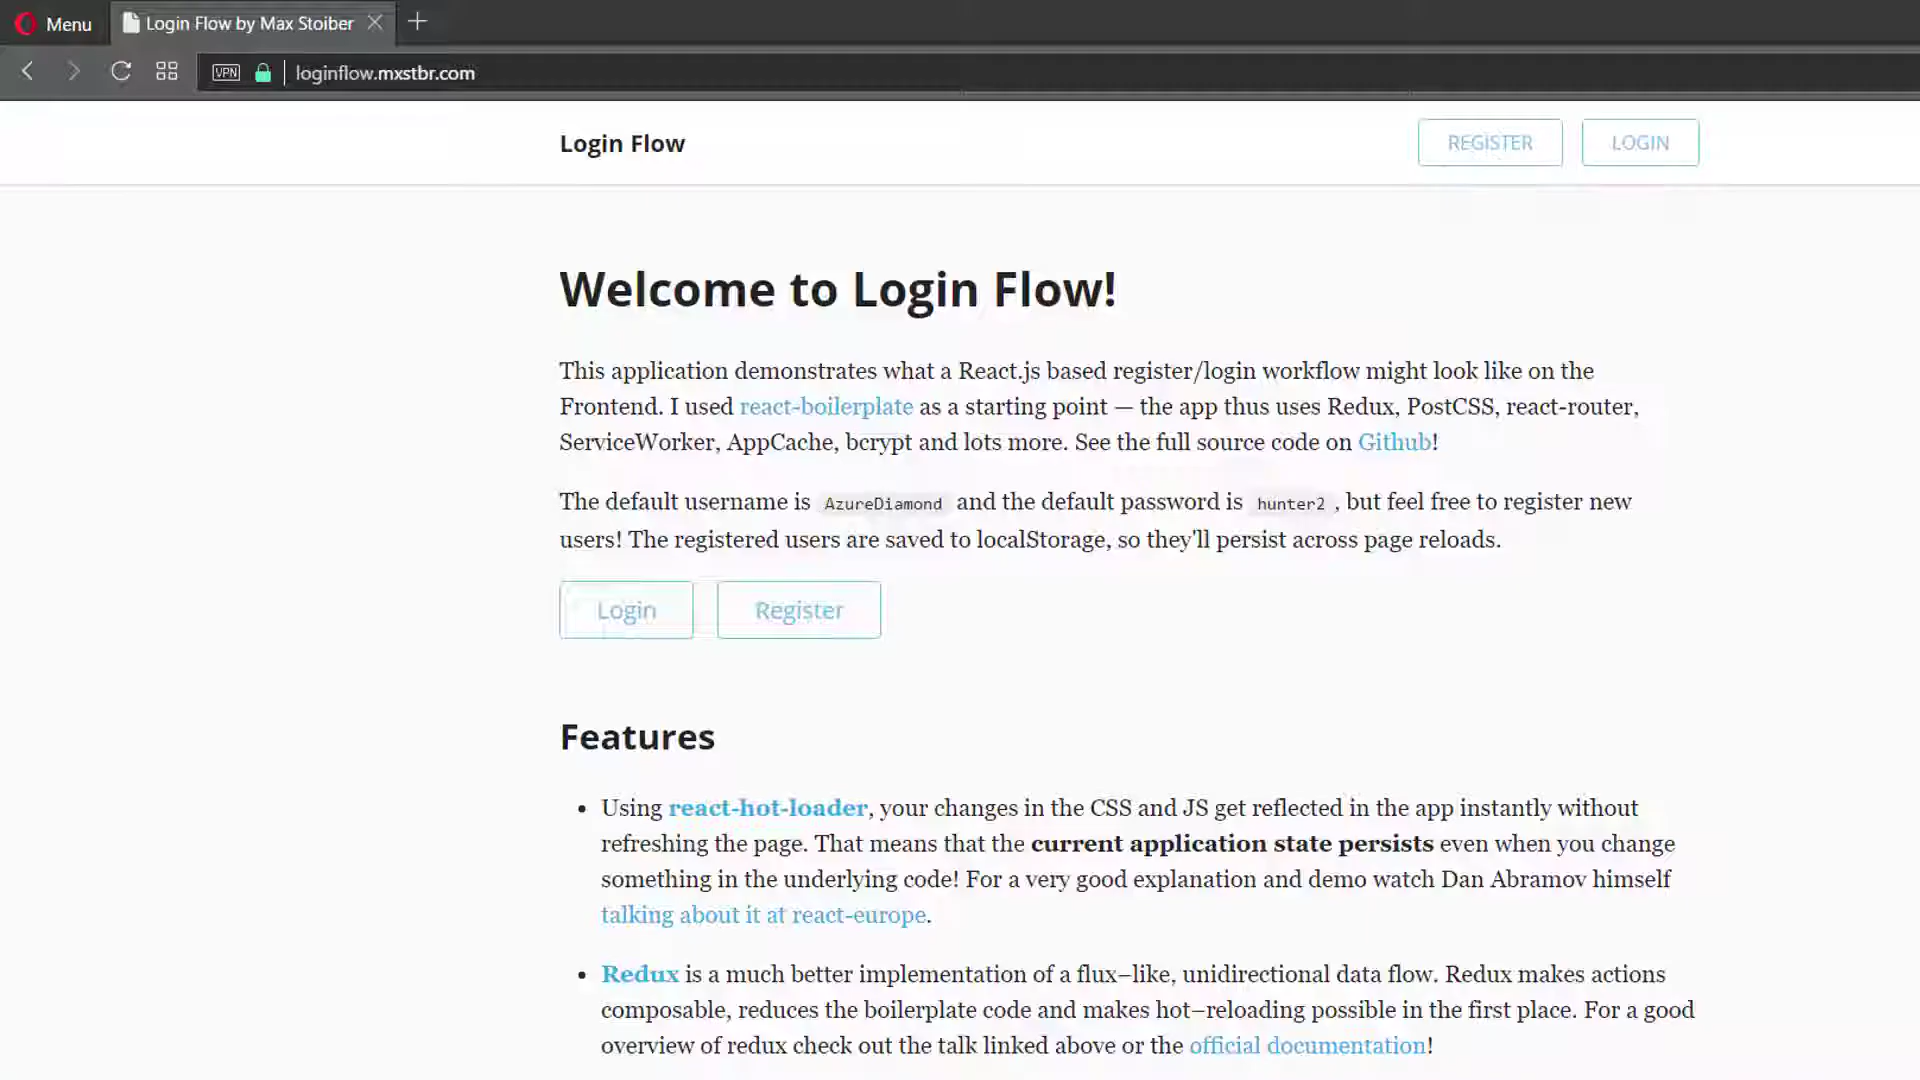 Menu
Login Flow by Max Stoiber
VPN
loginflow.mxstbr.com
Login Flow
REGISTER
LOGIN
Welcome to Login Flow!
This application demonstrates what a React.js based register/login workflow might look like on the
Frontend. I used react-boilerplate as a starting point — the app thus uses Redux, PostCSS, react-router,
ServiceWorker, AppCache, bcrypt and lots more. See the full source code on Github!
The default username is AzureDiamond and the default password is hunter2, but feel free to register new
users! The registered users are saved to localStorage, so they'll persist across page reloads.
Login
Register
Features
• Using react-hot-loader, your changes in the CSS and JS get reflected in the app instantly without
refreshing the page. That means that the current application state persists even when you change
something in the underlying code! For a very good explanation and demo watch Dan Abramov himself
talking about it at react-europe.
• Redux is a much better implementation of a flux–like, unidirectional data flow. Redux makes actions
composable, reduces the boilerplate code and makes hot–reloading possible in the first place. For a good
overview of redux check out the talk linked above or the official documentation!